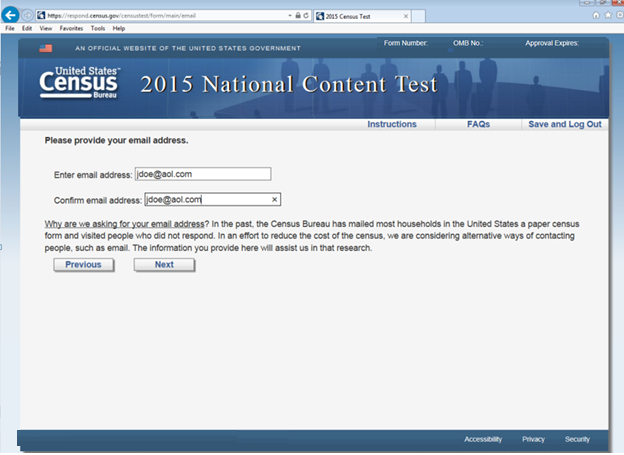 https://respond.census.gov/censustest/form/main/email
2015 Census Test
File Edit View Favorites Tools Help
AN OFFICIAL WEBSITE OF THE UNITED STATES GOVERNMENT
Form Number: OMB No.: Approval Expires:
United States™
Census
Bureau
2015 National Content Test
Instructions FAQs Save and Log Out
Please provide your email address.
Enter email address: jdoe@aol.com
Confirm email address: jdoe@aol.com
Why are we asking for your email address? In the past, the Census Bureau has mailed most households in the United States a paper census
form and visited people who did not respond. In an effort to reduce the cost of the census, we are considering alternative ways of contacting
people, such as email. The information you provide here will assist us in that research.
Previous Next
Accessibility Privacy Security